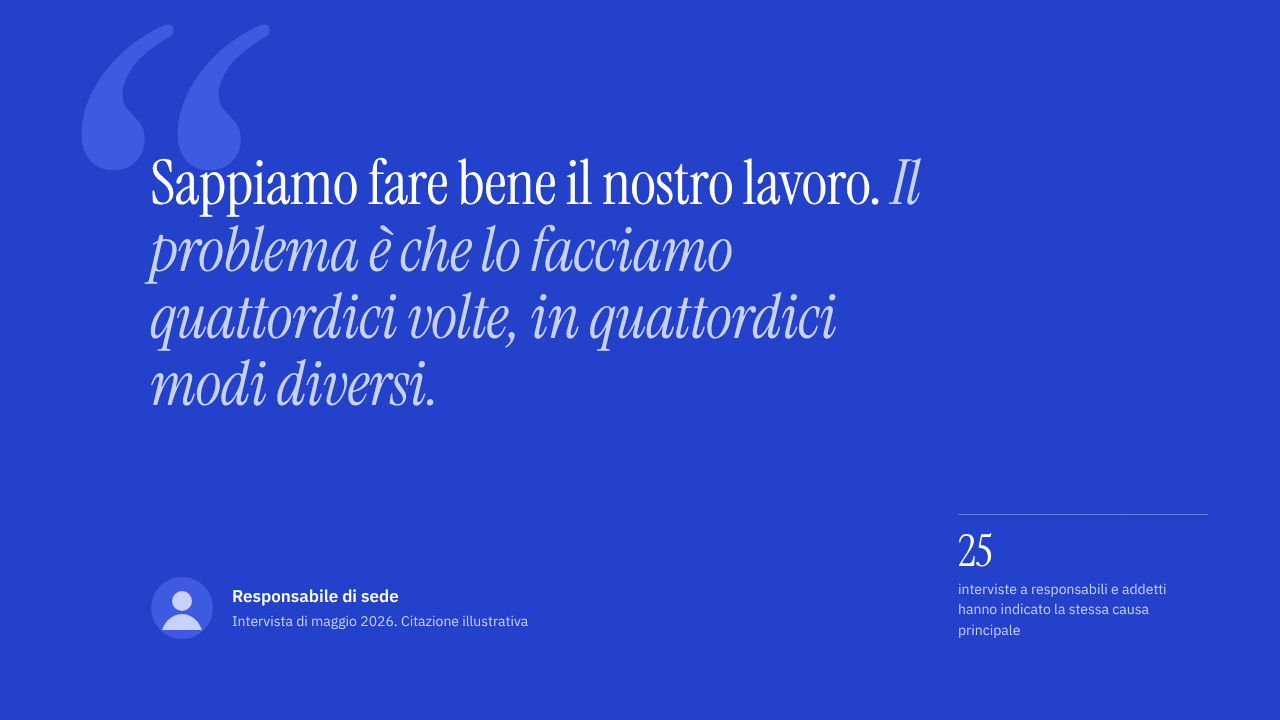 “
Sappiamo fare bene il nostro lavoro. Il
problema è che lo facciamo
quattordici volte, in quattordici
modi diversi.
Responsabile di sede
Intervista di maggio 2026. Citazione illustrativa
25
interviste a responsabili e addetti
hanno indicato la stessa causa
principale